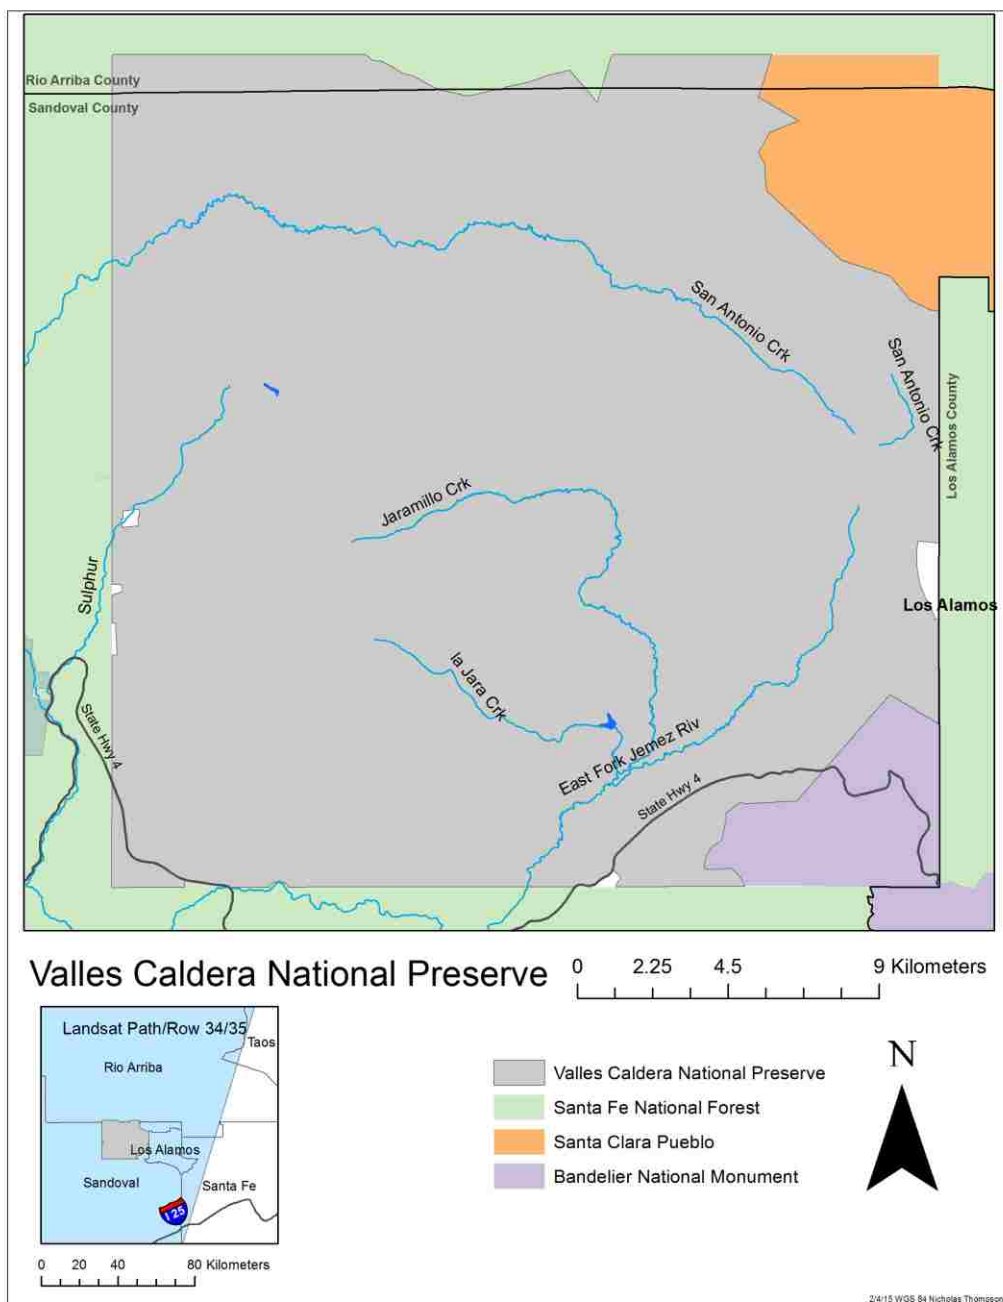 Rio Arriba County
Sandoval County
San Antonio Crk
San Antonio Crk
Los Alamos County
Jaramillo Crk
Sulphur
Los Alamos
la Jara Crk
State Hwy 4
East Fork Jemez Riv
State Hwy 4
Valles Caldera National Preserve
0 2.25 4.5 9 Kilometers
Landsat Path/Row 34/35
Taos
Rio Arriba
Los Alamos
Sandoval
Santa Fe
I 25
0 20 40 80 Kilometers
N
Valles Caldera National Preserve
Santa Fe National Forest
Santa Clara Pueblo
Bandelier National Monument
2/4/15 WGS 84 Nicholas Thompson